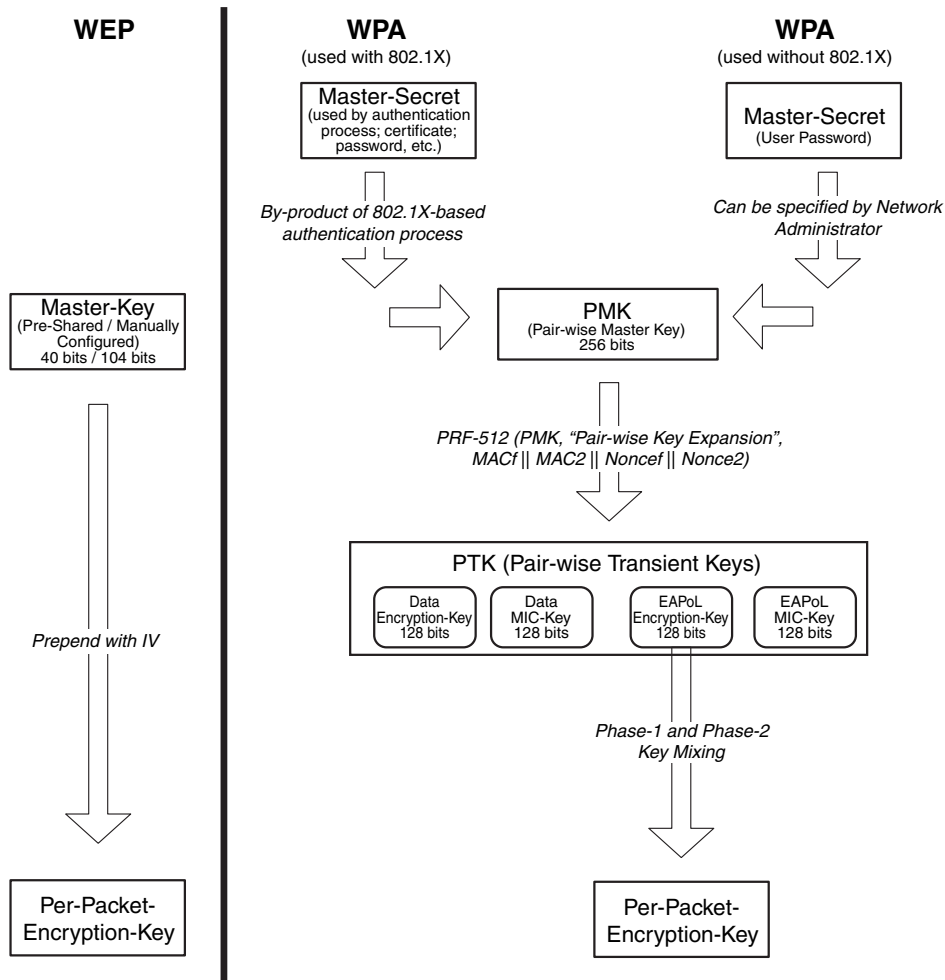 WEP
Master-Key
(Pre-Shared / Manually
Configured)
40 bits / 104 bits
Prepend with IV
Per-Packet-
Encryption-Key
WPA
(used with 802.1X)
Master-Secret
(used by authentication
process; certificate;
password, etc.)
By-product of 802.1X-based
authentication process
WPA
(used without 802.1X)
Master-Secret
(User Password)
Can be specified by Network
Administrator
PMK
(Pair-wise Master Key)
256 bits
PRF-512 (PMK, “Pair-wise Key Expansion”,
MACf || MAC2 || Noncef || Nonce2)
PTK (Pair-wise Transient Keys)
Data
Encryption-Key
128 bits
Data
MIC-Key
128 bits
EAPoL
Encryption-Key
128 bits
EAPoL
MIC-Key
128 bits
Phase-1 and Phase-2
Key Mixing
Per-Packet-
Encryption-Key